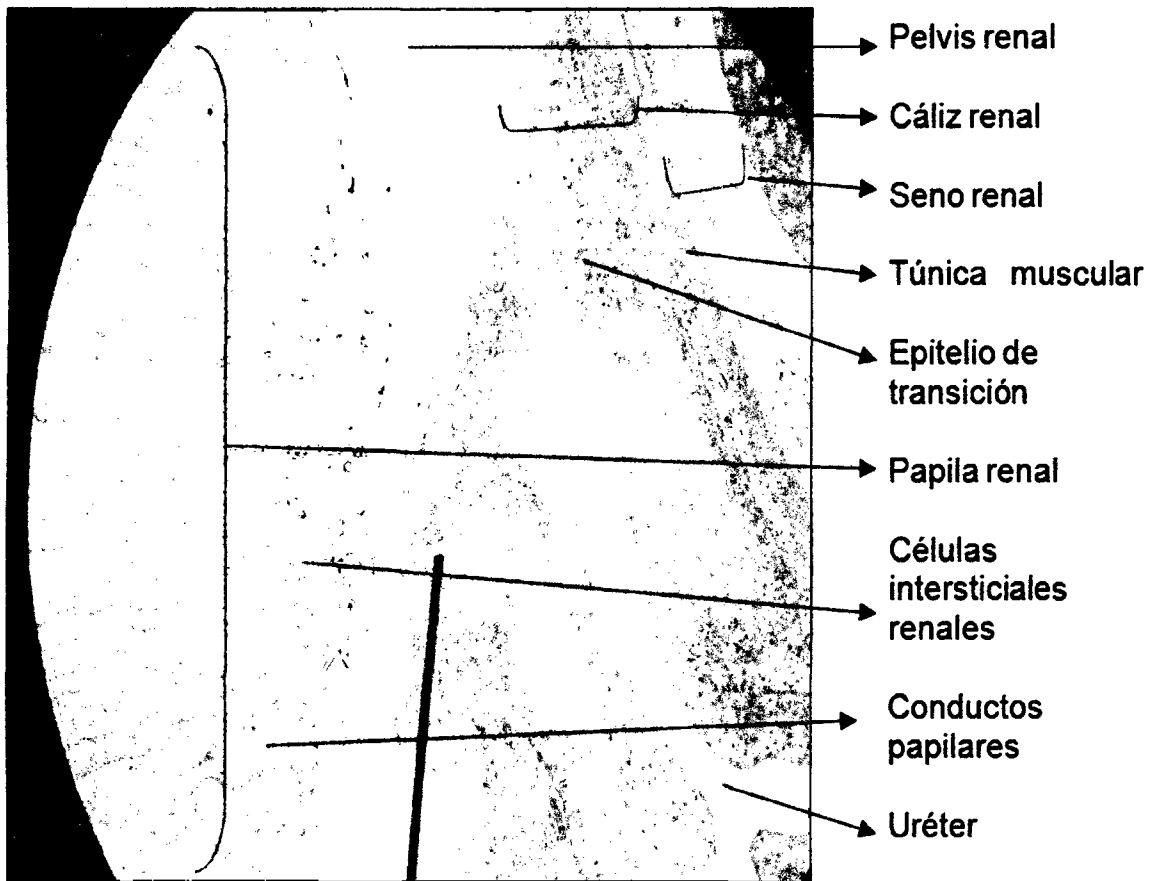 Pelvis renal
Cáliz renal
Seno renal
Túnica muscular
Epitelio de
transición
Papila renal
Células
intersticiales
renales
Conductos
papilares
Uréter